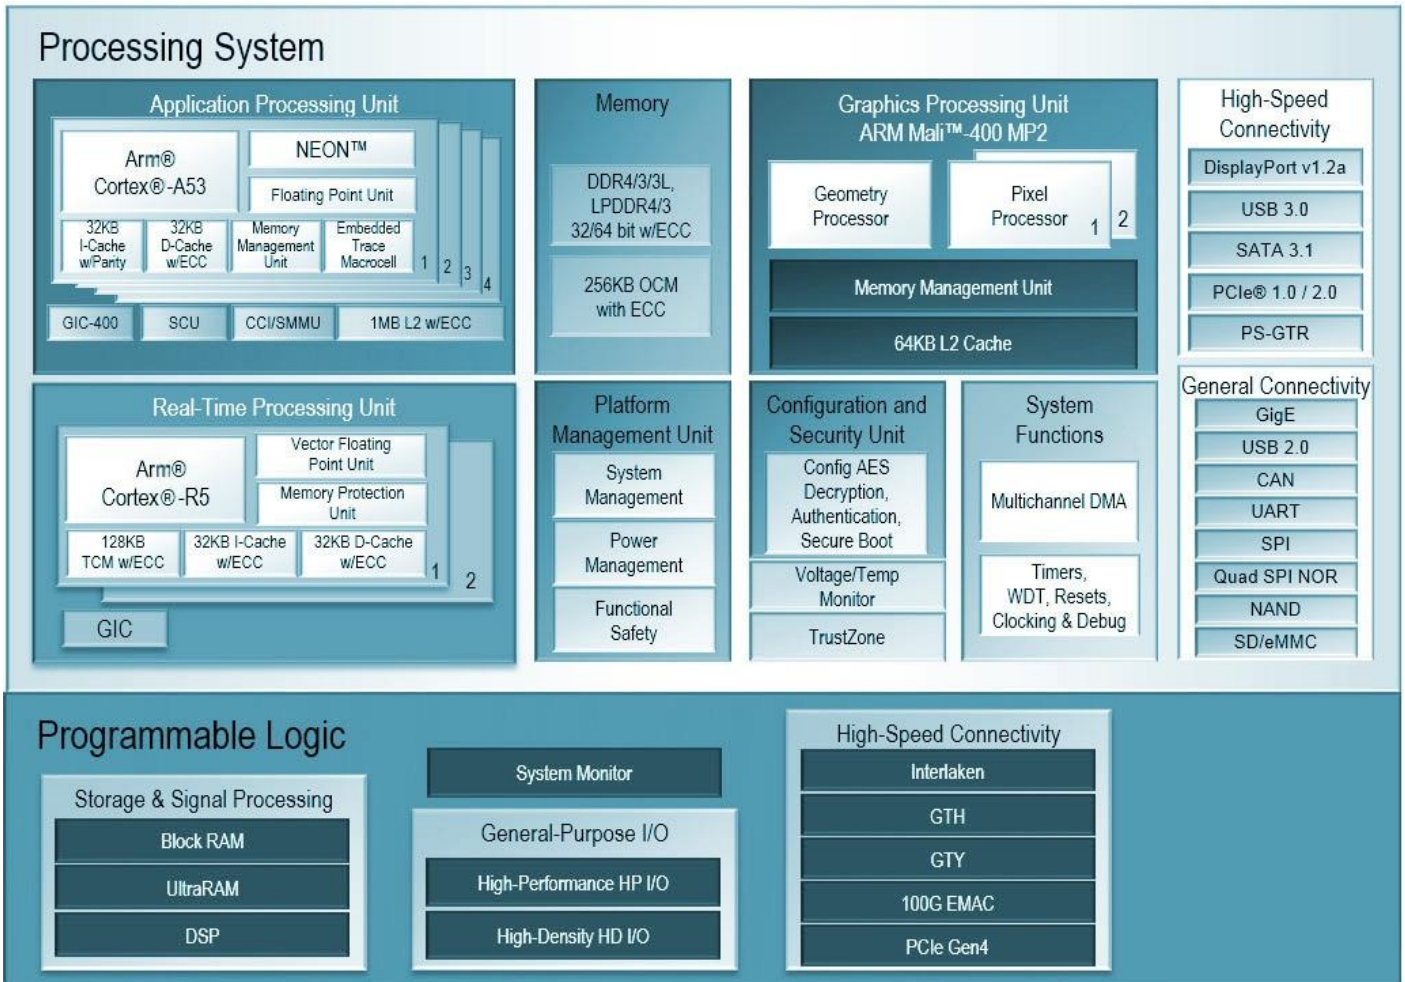 Processing System
Application Processing Unit
Arm®
Cortex®-A53
NEON™
Floating Point Unit
32KB
I-Cache
w/Parity
32KB
D-Cache
w/ECC
Memory
Management
Unit
Embedded
Trace
Macrocell
1
2
3
4
GIC-400
SCU
CCI/SMMU
1MB L2 w/ECC
Memory
DDR4/3/3L,
LPDDR4/3
32/64 bit w/ECC
256KB OCM
with ECC
Graphics Processing Unit
ARM Mali™-400 MP2
Geometry
Processor
Pixel
Processor
1
2
Memory Management Unit
64KB L2 Cache
High-Speed
Connectivity
DisplayPort v1.2a
USB 3.0
SATA 3.1
PCIe® 1.0 / 2.0
PS-GTR
Real-Time Processing Unit
Arm®
Cortex®-R5
Vector Floating
Point Unit
Memory Protection
Unit
128KB
TCM w/ECC
32KB I-Cache
w/ECC
32KB D-Cache
w/ECC
1
2
GIC
Platform
Management Unit
System
Management
Power
Management
Functional
Safety
Configuration and
Security Unit
Config AES
Decryption,
Authentication,
Secure Boot
Voltage/Temp
Monitor
TrustZone
System
Functions
Multichannel DMA
Timers,
WDT, Resets,
Clocking & Debug
General Connectivity
GigE
USB 2.0
CAN
UART
SPI
Quad SPI NOR
NAND
SD/eMMC
Programmable Logic
Storage & Signal Processing
Block RAM
UltraRAM
DSP
System Monitor
General-Purpose I/O
High-Performance HP I/O
High-Density HD I/O
High-Speed Connectivity
Interlaken
GTH
GTY
100G EMAC
PCIe Gen4